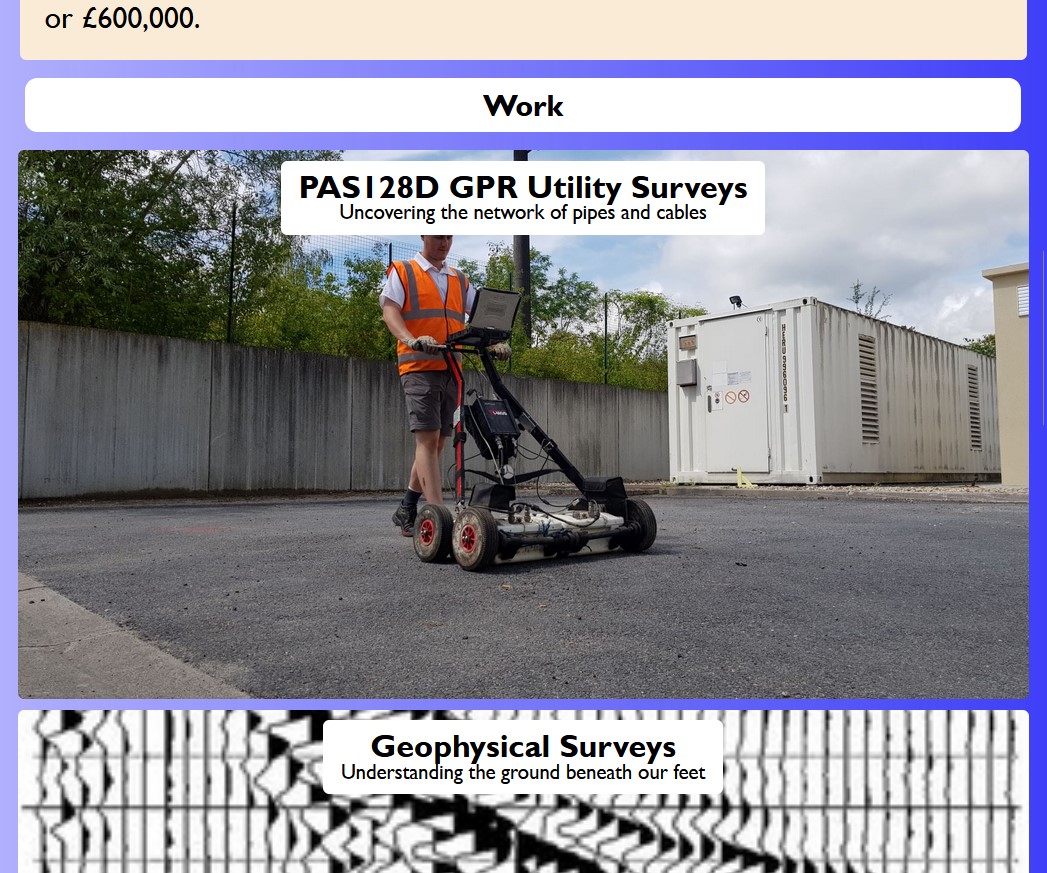 or £600,000.
Work
PAS128D GPR Utility Surveys
Uncovering the network of pipes and cables
Geophysical Surveys
Understanding the ground beneath our feet